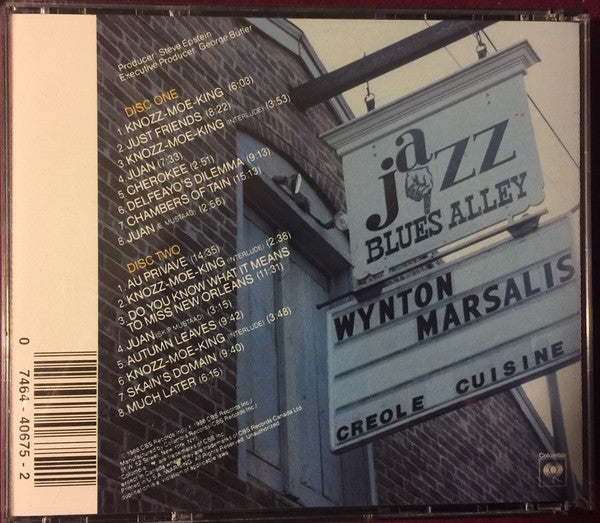 Producer: Steve Epstein
Executive Producer: George Butler
DISC ONE
1. KNOZZ-MOE-KING (6:03)
2. JUST FRIENDS (8:22)
3. KNOZZ-MOE-KING (INTERLUDE) (3:53)
4. JUAN (7:33)
5. CHEROKEE (2:51)
6. DELFEAYO'S DILEMMA (9:13)
7. CHAMBERS OF TAIN (15:13)
8. JUAN (E. MUSTAAD) (2:56)
DISC TWO
1. AU PRIVAVE (14:35)
2. KNOZZ-MOE-KING (INTERLUDE) (2:38)
3. DO YOU KNOW WHAT IT MEANS
TO MISS NEW ORLEANS (11:31)
4. JUAN (SKIP MUSTAAD) (3:15)
5. AUTUMN LEAVES (9:42)
6. KNOZZ-MOE-KING (INTERLUDE) (3:48)
7. SKAIN'S DOMAIN (9:40)
8. MUCH LATER (6:15)
1988 CBS Records Inc.
jazz
BLUES ALLEY
WYNTON
MARSALIS
CREOLE CUISINE
Columbia
0 7464-40675-2